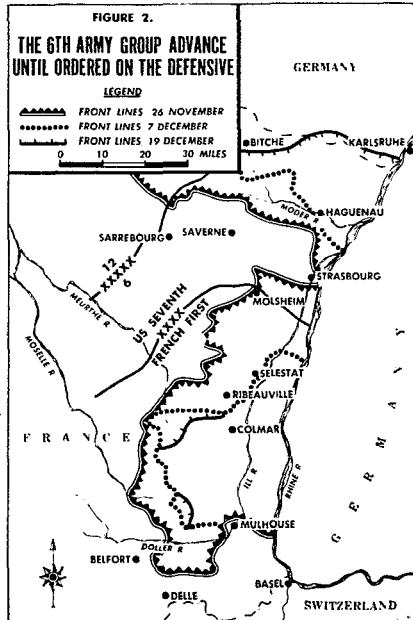 FIGURE 2.
THE 6TH ARMY GROUP ADVANCE
UNTIL ORDERED ON THE DEFENSIVE
LEGEND
FRONT LINES 26 NOVEMBER
FRONT LINES 7 DECEMBER
FRONT LINES 19 DECEMBER
0 10 20 30 MILES
GERMANY
BITCHE
KARLSRUHE
MODER R
HAGUENAU
SARREBOURG
SAVERNE
12
XXXXX
6
STRASBOURG
MOLSHEIM
MEURTHE R
US SEVENTH
XXXX
FRENCH FIRST
MOSELLE R
SELESTAT
RIBEAUVILLE
COLMAR
FRANCE
ILL R
RHINE R
GERMANY
MULHOUSE
DOLLER R
BELFORT
BASEL
DELLE
SWITZERLAND